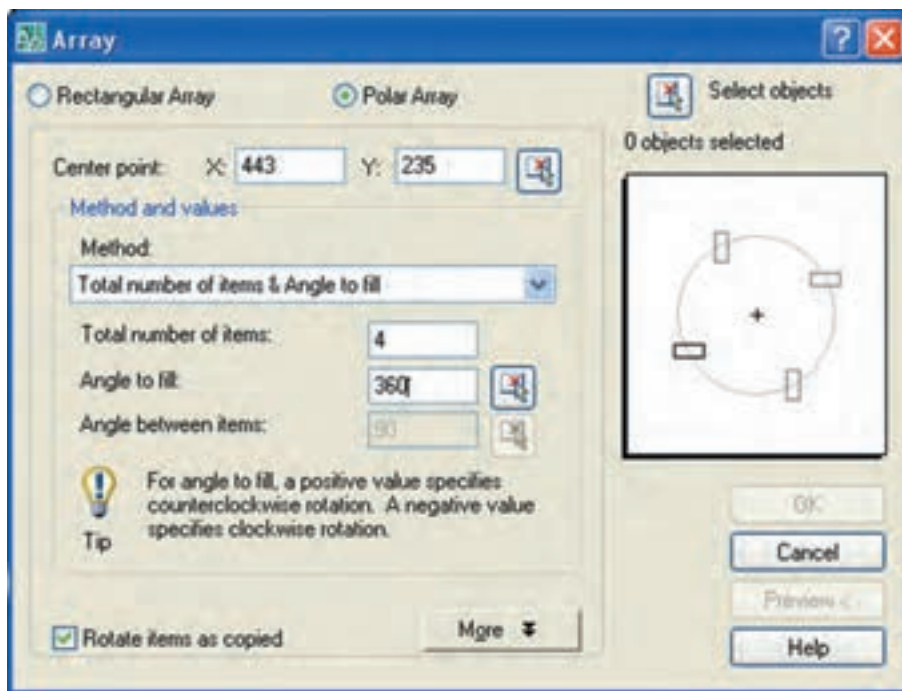 Array
Rectangular Array
Polar Array
Select objects
0 objects selected
Center point: X: 443 Y: 235
Method and values
Method:
Total number of items & Angle to fill
Total number of items: 4
Angle to fill: 360
Angle between items: 90
For angle to fill, a positive value specifies
counterclockwise rotation. A negative value
specifies clockwise rotation.
Tip
OK
Cancel
Preview <
Help
Rotate items as copied
More